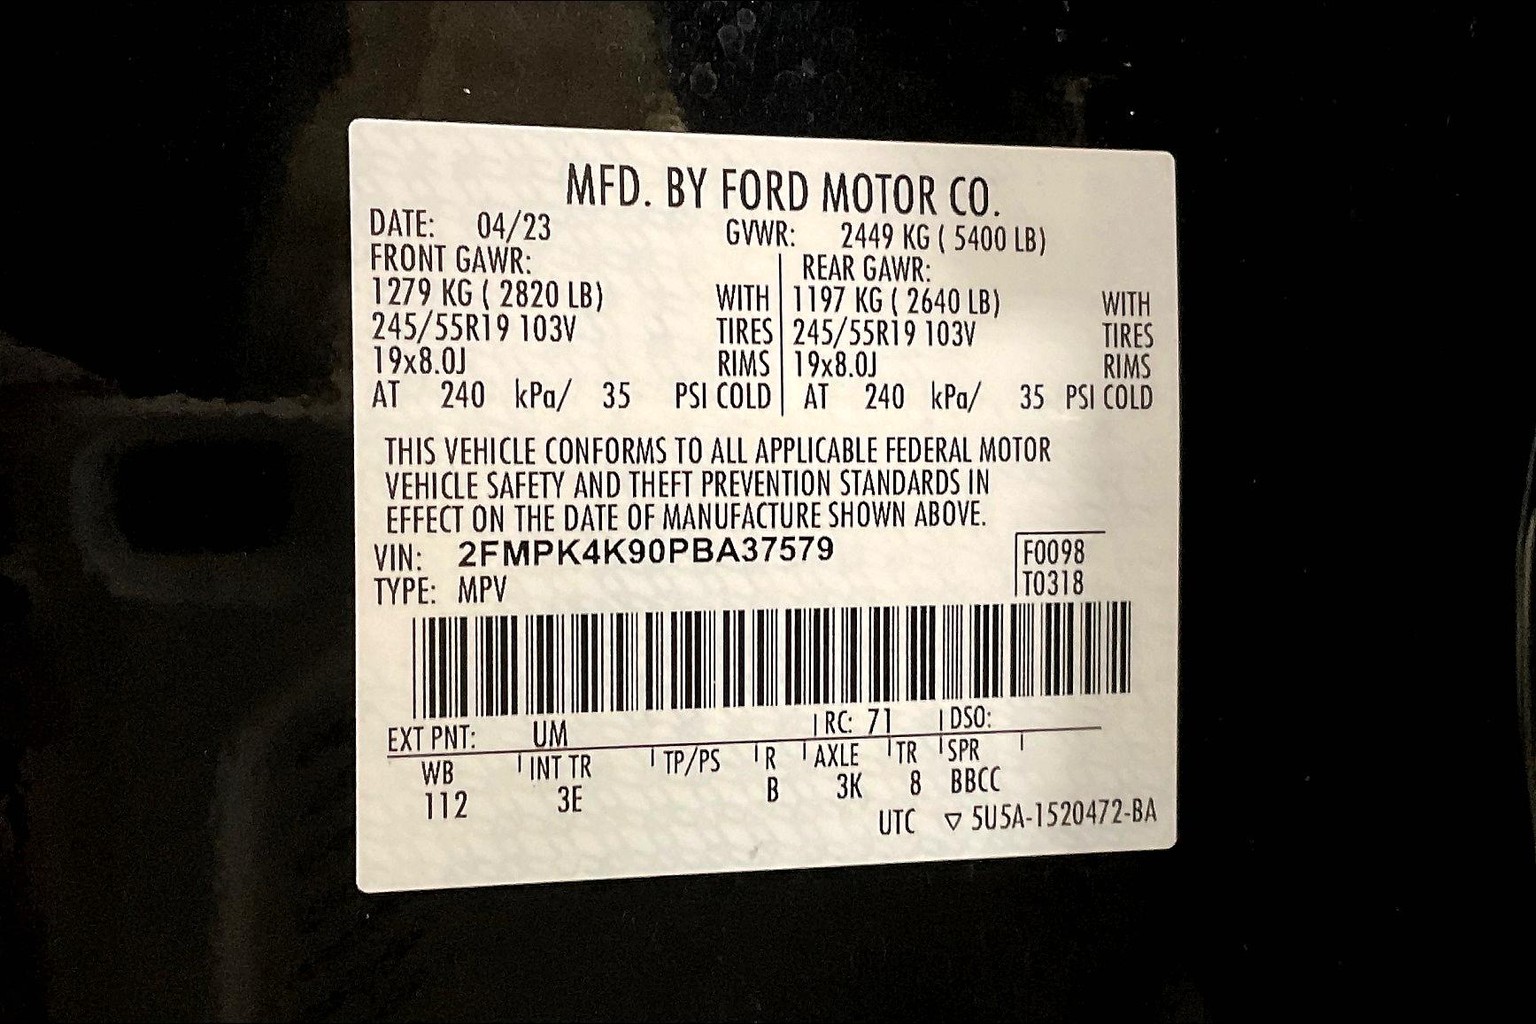 MFD. BY FORD MOTOR CO.
DATE: 04/23 GVWR: 2449 KG ( 5400 LB)
FRONT GAWR: REAR GAWR:
1279 KG ( 2820 LB) WITH 1197 KG ( 2640 LB) WITH
245/55R19 103V TIRES 245/55R19 103V TIRES
19x8.0J RIMS 19x8.0J RIMS
AT 240 kPa/ 35 PSI COLD AT 240 kPa/ 35 PSI COLD
THIS VEHICLE CONFORMS TO ALL APPLICABLE FEDERAL MOTOR
VEHICLE SAFETY AND THEFT PREVENTION STANDARDS IN
EFFECT ON THE DATE OF MANUFACTURE SHOWN ABOVE.
VIN: 2FMPK4K90PBA37579 F0098
TYPE: MPV T0318
EXT PNT: UM RC: 71 DSO:
WB INT TR TP/PS R AXLE TR SPR
112 3E B 3K 8 BBCC
UTC ▽ 5U5A-1520472-BA